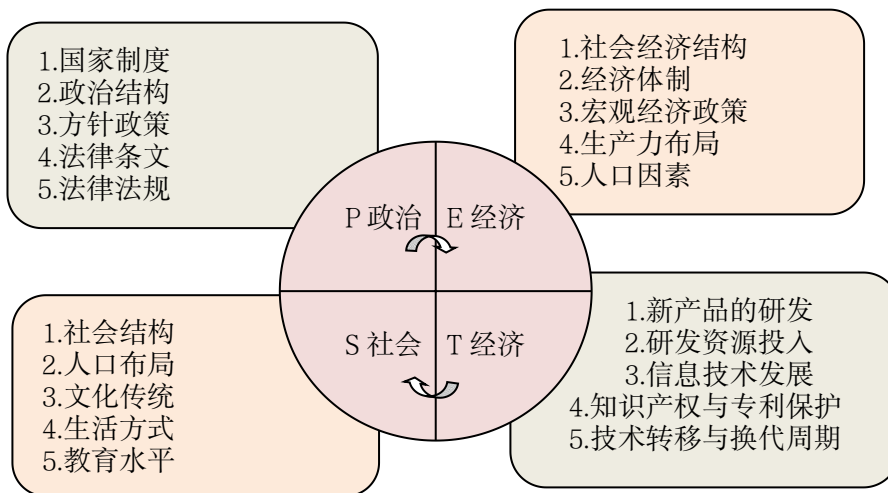 1.国家制度
2.政治结构
3.方针政策
4.法律条文
5.法律法规
1.社会经济结构
2.经济体制
3.宏观经济政策
4.生产力布局
5.人口因素
P 政治
E 经济
S 社会
T 经济
1.社会结构
2.人口布局
3.文化传统
4.生活方式
5.教育水平
1.新产品的研发
2.研发资源投入
3.信息技术发展
4.知识产权与专利保护
5.技术转移与换代周期